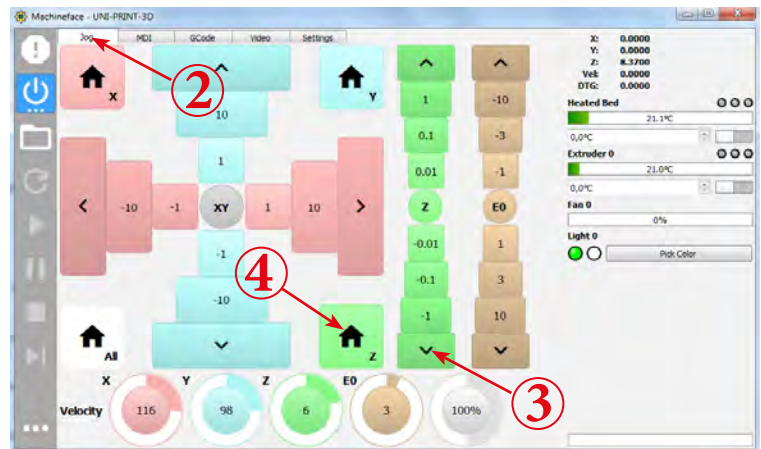 Machineface - UNI-PRINT-3D
Jog MDI GCode Video Settings
X
Y
10
1
-10 -1 XY 1 10
-1
-10
All
Z
1
0.1
0.01
Z
-0.01
-0.1
-1
-10
-3
-1
E0
1
3
10
X Y Z E0
Velocity 116 98 6 3 100%
X: 0.0000
Y: 0.0000
Z: 8.3700
Vel: 0.0000
DTG: 0.0000
Heated Bed
21.1°C
0,0°C
Extruder 0
21.0°C
0,0°C
Fan 0
0%
Light 0
Pick Color
2
4
3